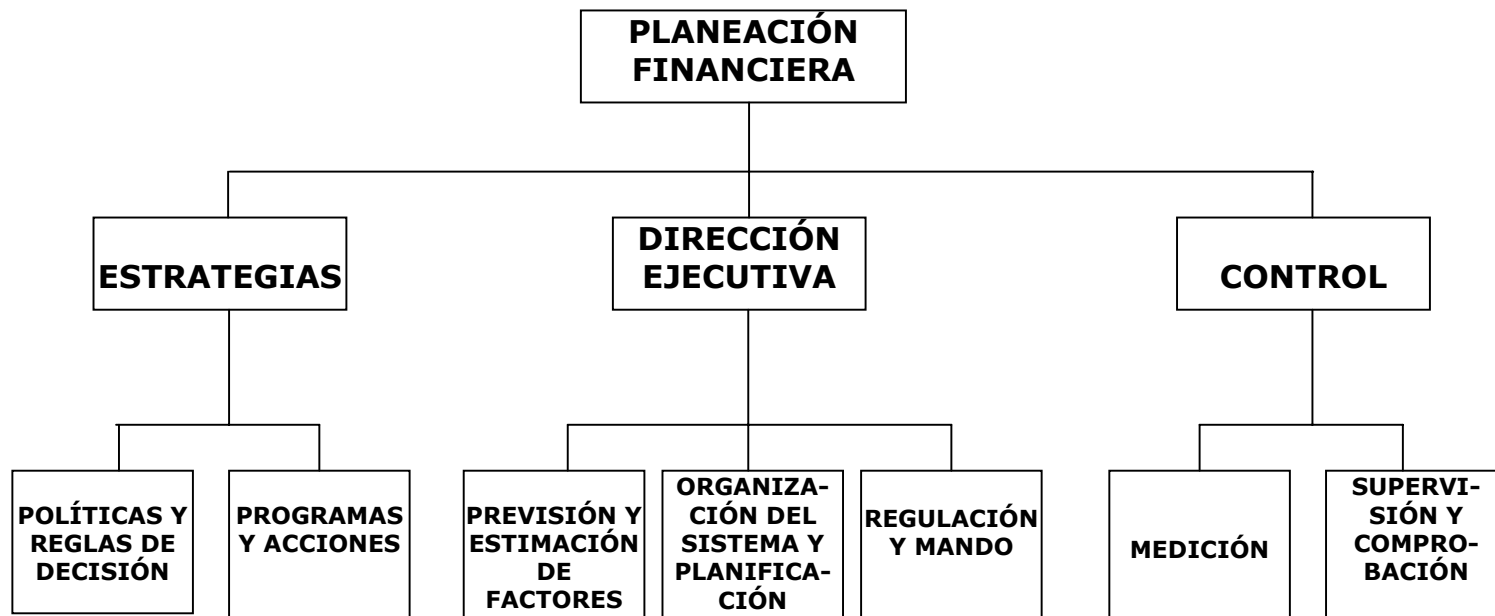 PLANEACIÓN
FINANCIERA
ESTRATEGIAS
DIRECCIÓN
EJECUTIVA
CONTROL
POLÍTICAS Y
REGLAS DE
DECISIÓN
PROGRAMAS
Y ACCIONES
PREVISIÓN Y
ESTIMACIÓN
DE
FACTORES
ORGANIZA-
CIÓN DEL
SISTEMA Y
PLANIFICA-
CIÓN
REGULACIÓN
Y MANDO
MEDICIÓN
SUPERVI-
SIÓN Y
COMPRO-
BACIÓN